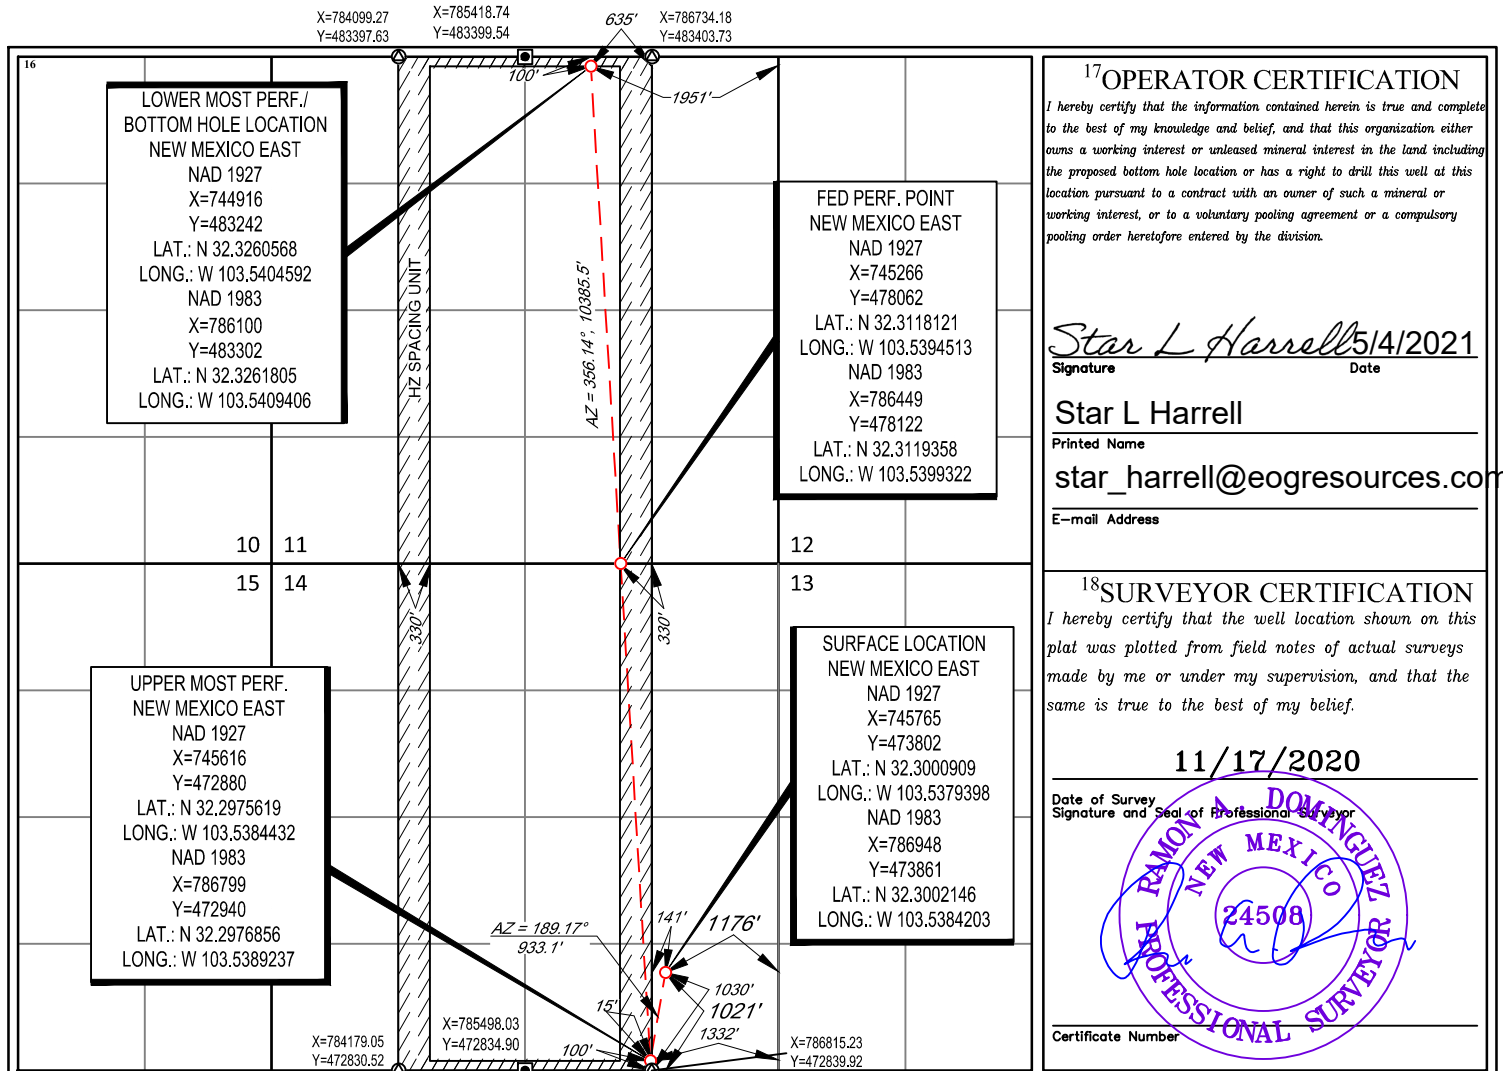 X=784099.27
Y=483397.63
X=785418.74
Y=483399.54
635'
X=786734.18
Y=483403.73
16
100'
1951'
LOWER MOST PERF./
BOTTOM HOLE LOCATION
NEW MEXICO EAST
NAD 1927
X=744916
Y=483242
LAT.: N 32.3260568
LONG.: W 103.5404592
NAD 1983
X=786100
Y=483302
LAT.: N 32.3261805
LONG.: W 103.5409406
HZ SPACING UNIT
AZ = 356.14°, 10385.5'
FED PERF. POINT
NEW MEXICO EAST
NAD 1927
X=745266
Y=478062
LAT.: N 32.3118121
LONG.: W 103.5394513
NAD 1983
X=786449
Y=478122
LAT.: N 32.3119358
LONG.: W 103.5399322
10 11
12
15 14
13
330'
330'
UPPER MOST PERF.
NEW MEXICO EAST
NAD 1927
X=745616
Y=472880
LAT.: N 32.2975619
LONG.: W 103.5384432
NAD 1983
X=786799
Y=472940
LAT.: N 32.2976856
LONG.: W 103.5389237
SURFACE LOCATION
NEW MEXICO EAST
NAD 1927
X=745765
Y=473802
LAT.: N 32.3000909
LONG.: W 103.5379398
NAD 1983
X=786948
Y=473861
LAT.: N 32.3002146
LONG.: W 103.5384203
AZ = 189.17°
933.1'
141'
1176'
1030'
15'
1021'
1332'
100'
X=784179.05
Y=472830.52
X=785498.03
Y=472834.90
X=786815.23
Y=472839.92
17 OPERATOR CERTIFICATION
I hereby certify that the information contained herein is true and complete
to the best of my knowledge and belief, and that this organization either
owns a working interest or unleased mineral interest in the land including
the proposed bottom hole location or has a right to drill this well at this
location pursuant to a contract with an owner of such a mineral or
working interest, or to a voluntary pooling agreement or a compulsory
pooling order heretofore entered by the division.
Star L Harrell 5/4/2021
Signature Date
Star L Harrell
Printed Name
star_harrell@eogresources.com
E-mail Address
18 SURVEYOR CERTIFICATION
I hereby certify that the well location shown on this
plat was plotted from field notes of actual surveys
made by me or under my supervision, and that the
same is true to the best of my belief.
11/17/2020
Date of Survey
Signature and Seal of Professional Surveyor
RAMON A. DOMINGUEZ
NEW MEXICO
24508
PROFESSIONAL SURVEYOR
Certificate Number